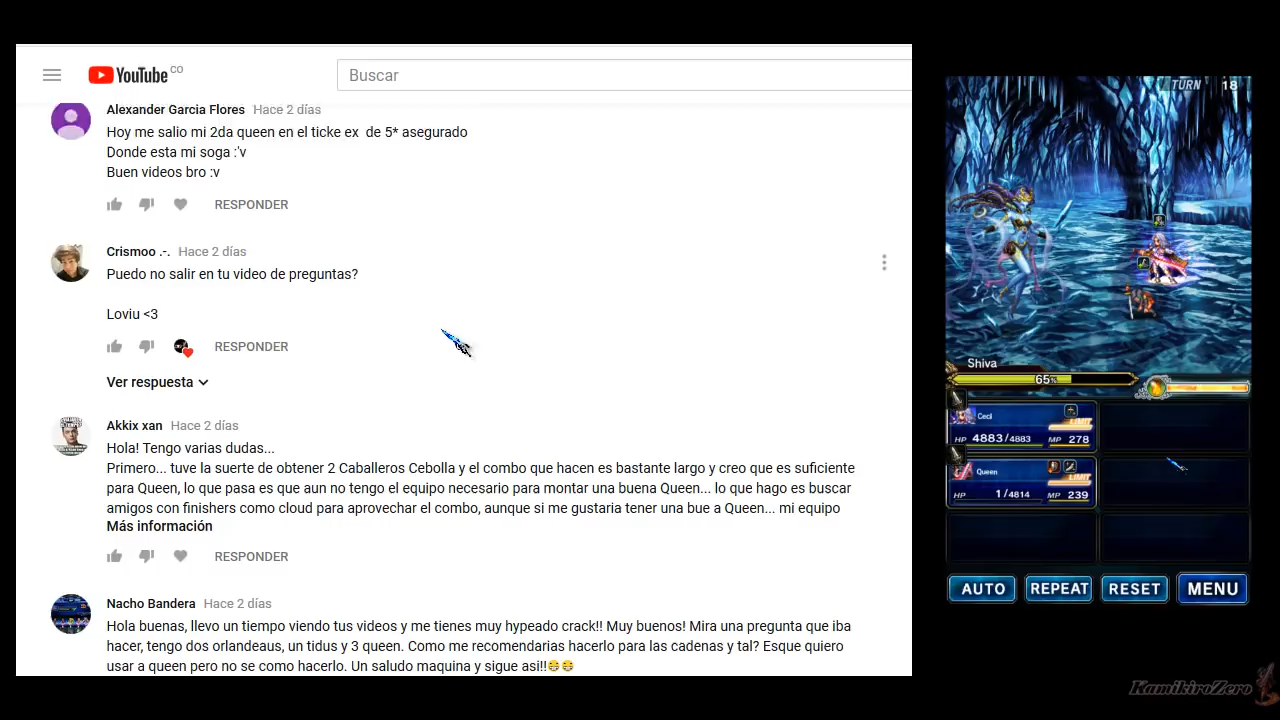 YouTube CO
Buscar
Alexander Garcia Flores Hace 2 días
Hoy me salio mi 2da queen en el ticke ex de 5* asegurado
Donde esta mi soga :'v
Buen videos bro :v
RESPONDER
Crismoo .-. Hace 2 días
Puedo no salir en tu video de preguntas?
Loviu <3
RESPONDER
Ver respuesta
Akkix xan Hace 2 días
Hola! Tengo varias dudas...
Primero... tuve la suerte de obtener 2 Caballeros Cebolla y el combo que hacen es bastante largo y creo que es suficiente
para Queen, lo que pasa es que aun no tengo el equipo necesario para montar una buena Queen... lo que hago es buscar
amigos con finishers como cloud para aprovechar el combo, aunque si me gustaria tener una bue a Queen... mi equipo
Más información
RESPONDER
Nacho Bandera Hace 2 días
Hola buenas, llevo un tiempo viendo tus videos y me tienes muy hypeado crack!! Muy buenos! Mira una pregunta que iba
hacer, tengo dos orlandeaus, un tidus y 3 queen. Como me recomendarias hacerlo para las cadenas y tal? Esque quiero
usar a queen pero no se como hacerlo. Un saludo maquina y sigue asi!!😂😂
TURN 18
Shiva
65%
Cecil
LIMIT
HP 4883/4883 MP 278
Queen
LIMIT
HP 1/4814 MP 239
AUTO REPEAT RESET MENU
KamikiroZero